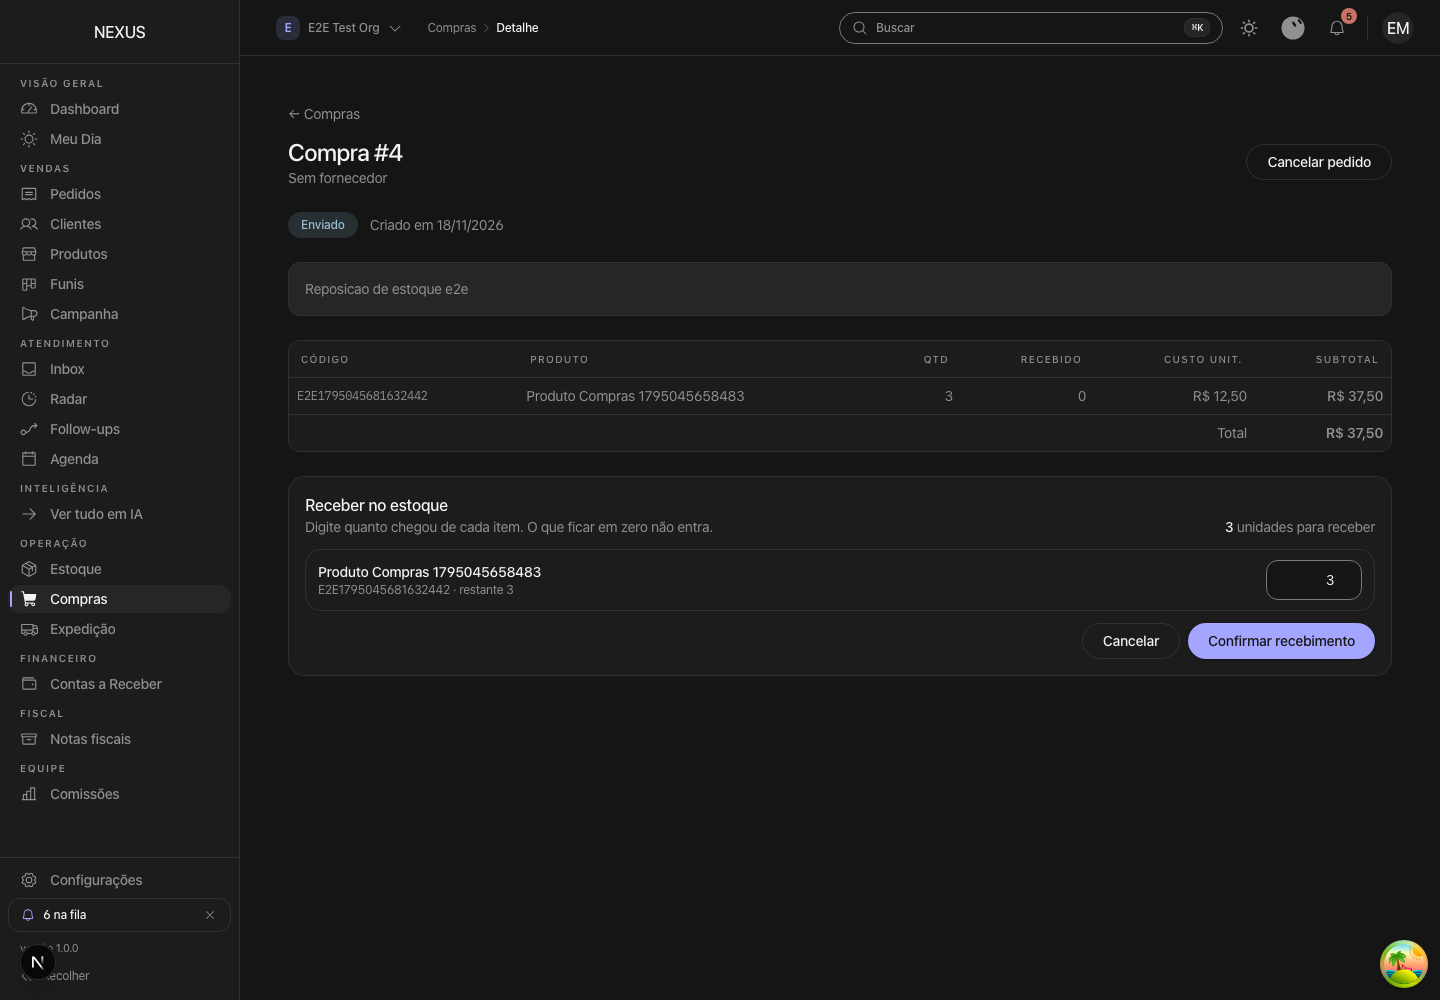 NEXUS
E
E2E Test Org
Compras
Detalhe
Buscar
⌘K
5
EM
VISÃO GERAL
Dashboard
Meu Dia
VENDAS
Pedidos
Clientes
Produtos
Funis
Campanha
ATENDIMENTO
Inbox
Radar
Follow-ups
Agenda
INTELIGÊNCIA
Ver tudo em IA
OPERAÇÃO
Estoque
Compras
Expedição
FINANCEIRO
Contas a Receber
FISCAL
Notas fiscais
EQUIPE
Comissões
Configurações
6 na fila
1.0.0
N
ecolher
← Compras
Compra #4
Sem fornecedor
Cancelar pedido
Enviado
Criado em 18/11/2026
Reposicao de estoque e2e
CÓDIGO PRODUTO QTD RECEBIDO CUSTO UNIT. SUBTOTAL
E2E1795045681632442 Produto Compras 1795045658483 3 0 R$ 12,50 R$ 37,50
Total R$ 37,50
Receber no estoque
Digite quanto chegou de cada item. O que ficar em zero não entra.
3 unidades para receber
Produto Compras 1795045658483
E2E1795045681632442 · restante 3
3
Cancelar
Confirmar recebimento